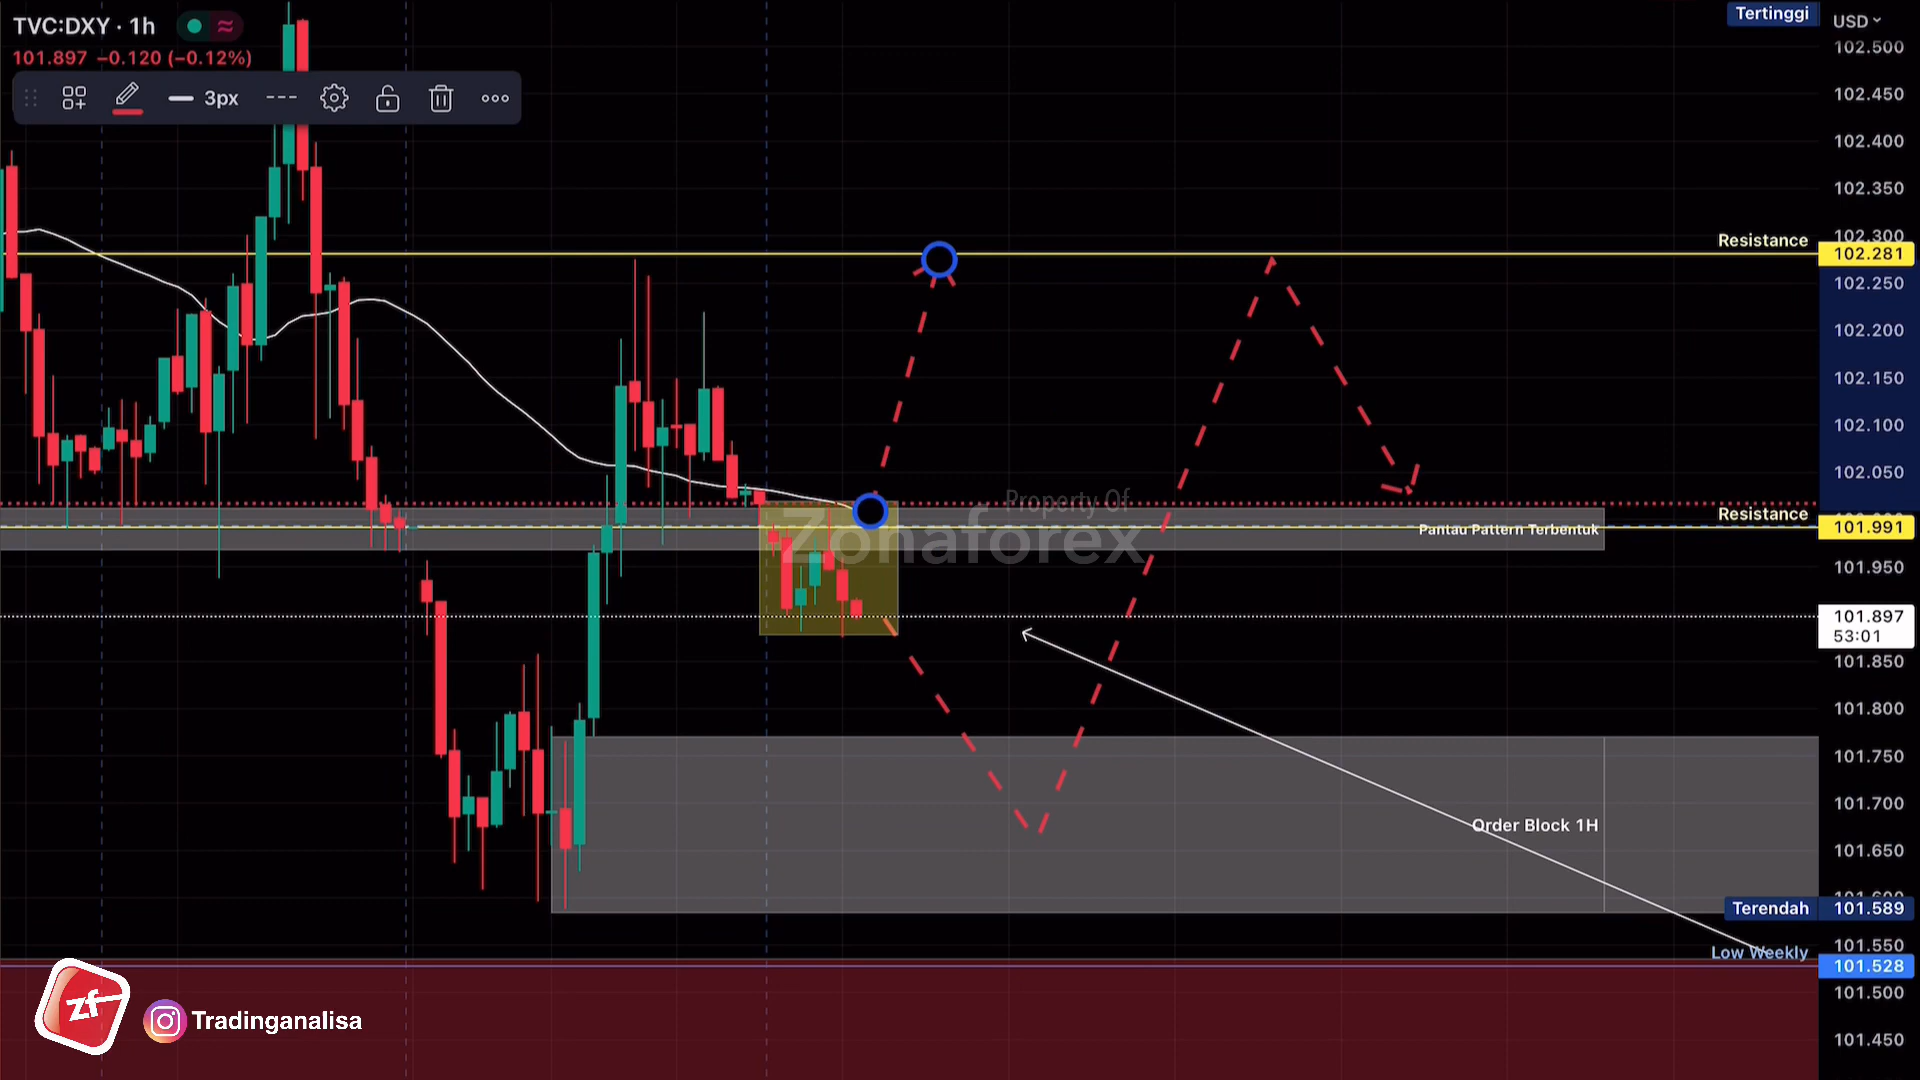 TVC:DXY · 1h
101.897 −0.120 (−0.12%)
3px
Tertinggi
USD
102.500
102.450
102.400
102.350
102.300
Resistance
102.281
102.250
102.200
102.150
102.100
102.050
Property Of
Zonaforex
Resistance
101.991
Pantau Pattern Terbentuk
101.950
101.897
53:01
101.850
101.800
101.750
101.700
Order Block 1H
101.650
101.600
Terendah 101.589
101.550
Low Weekly
101.528
101.500
101.450
zf
Tradinganalisa